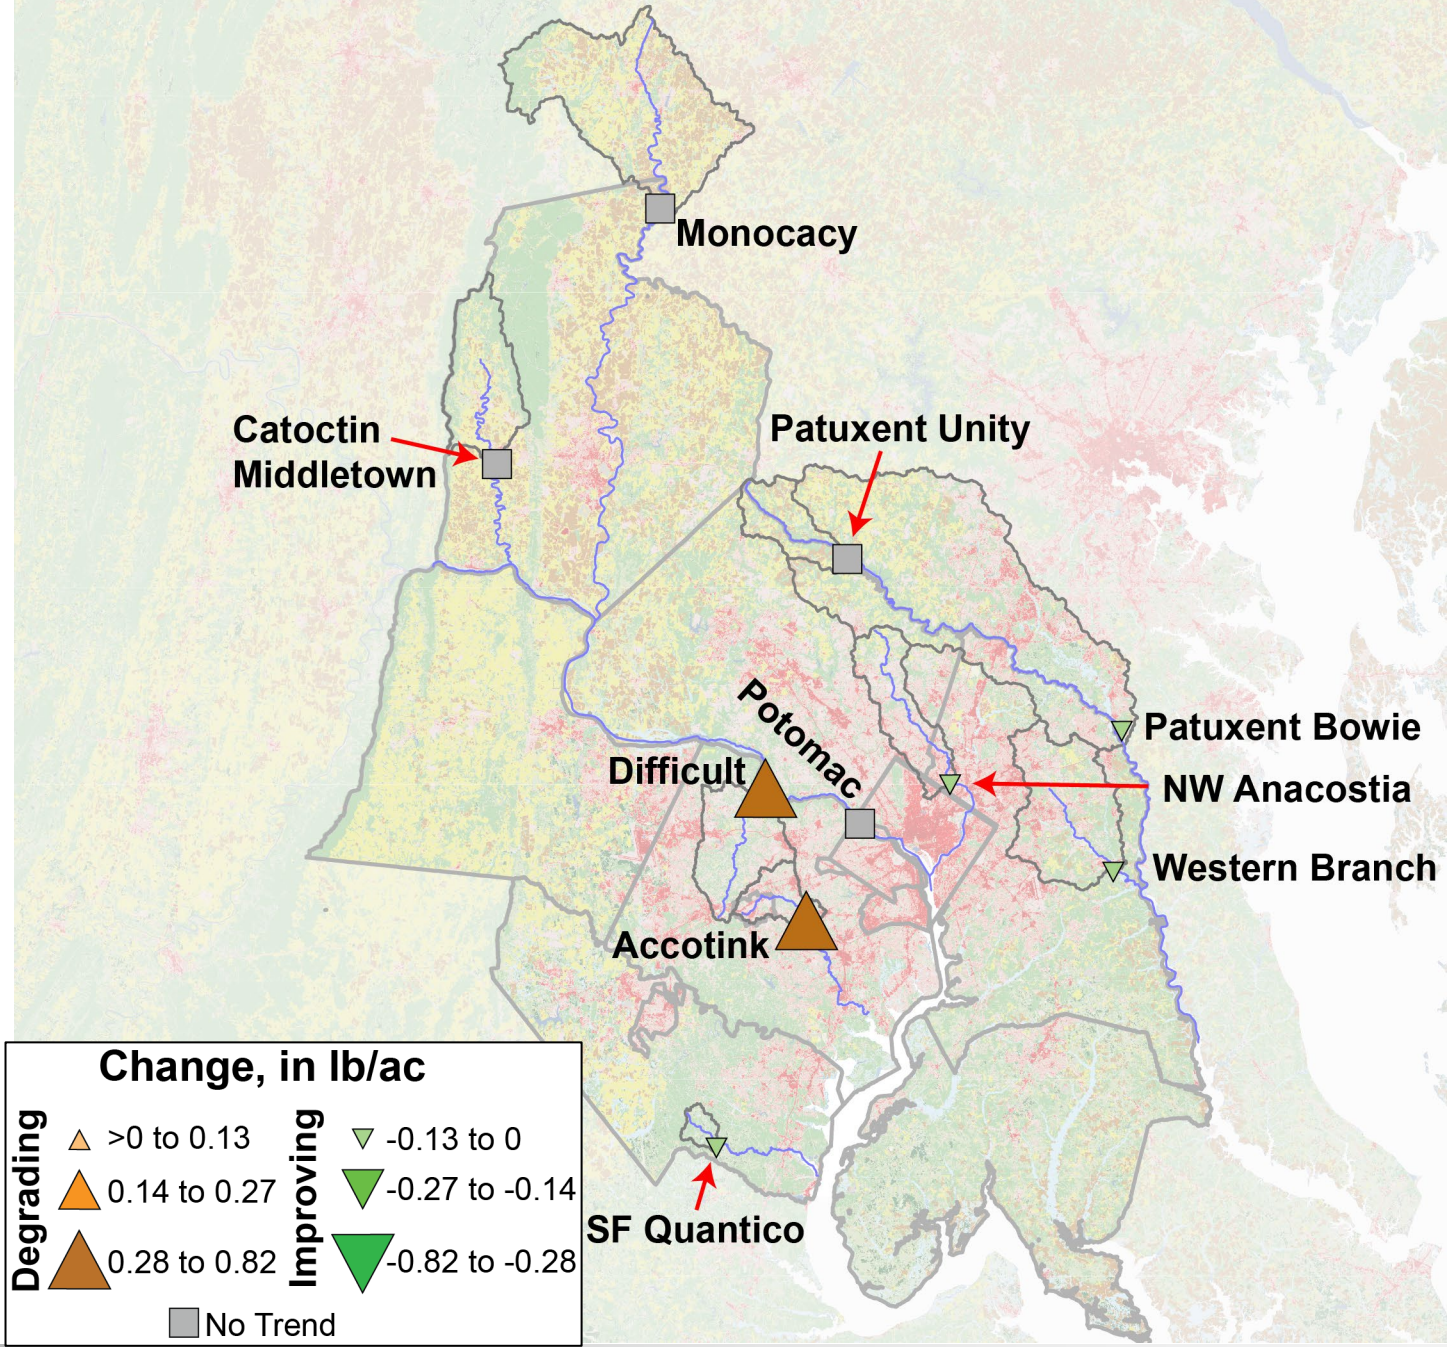 Monocacy
Catoctin
Middletown
Patuxent Unity
Potomac
Patuxent Bowie
Difficult
NW Anacostia
Western Branch
Accotink
SF Quantico
Change, in lb/ac
Degrading
>0 to 0.13
0.14 to 0.27
0.28 to 0.82
Improving
-0.13 to 0
-0.27 to -0.14
-0.82 to -0.28
No Trend